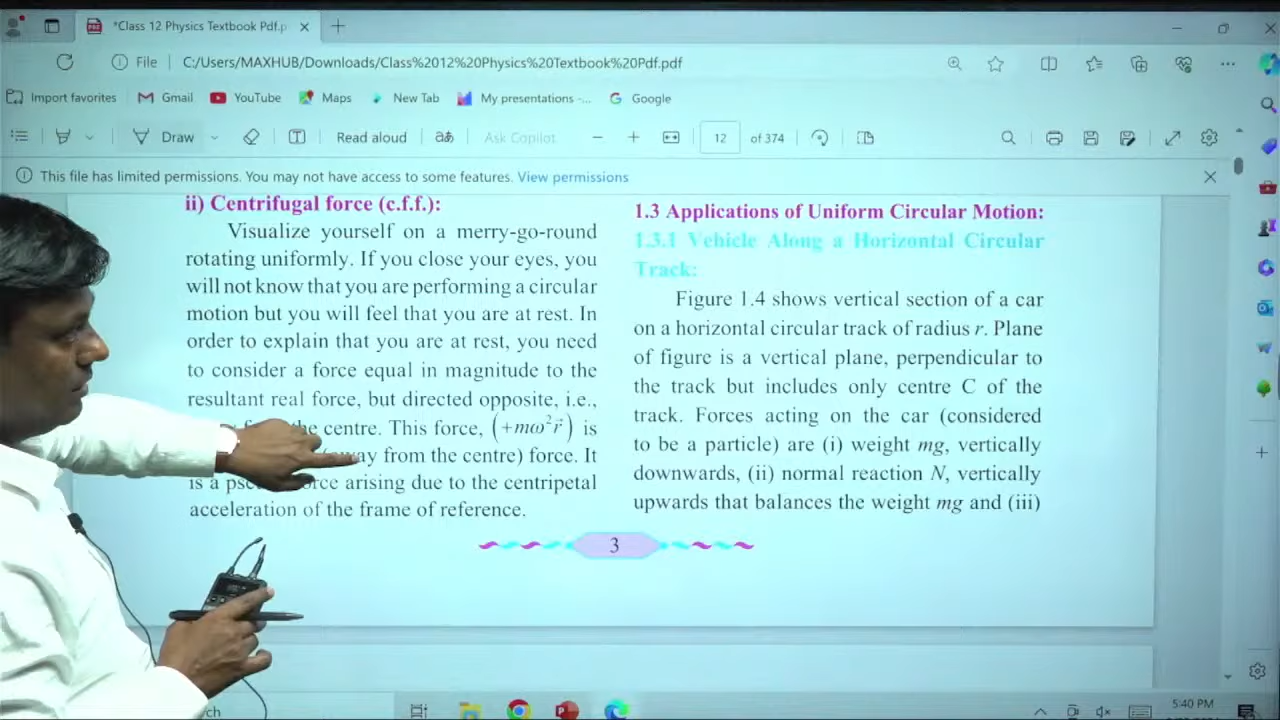 *Class 12 Physics Textbook Pdf.p
File
C:/Users/MAXHUB/Downloads/Class%2012%20Physics%20Textbook%20Pdf.pdf
Import favorites
Gmail
YouTube
Maps
New Tab
My presentations -...
Google
Draw
Read aloud
Ask Copilot
12
of 374
This file has limited permissions. You may not have access to some features. View permissions
ii) Centrifugal force (c.f.f.):
Visualize yourself on a merry-go-round
rotating uniformly. If you close your eyes, you
will not know that you are performing a circular
motion but you will feel that you are at rest. In
order to explain that you are at rest, you need
to consider a force equal in magnitude to the
resultant real force, but directed opposite, i.e.,
centre. This force, (+mω²r⃗) is
from the centre) force. It
is a arising due to the centripetal
acceleration of the frame of reference.
1.3 Applications of Uniform Circular Motion:
1.3.1 Vehicle Along a Horizontal Circular
Track:
Figure 1.4 shows vertical section of a car
on a horizontal circular track of radius r. Plane
of figure is a vertical plane, perpendicular to
the track but includes only centre C of the
track. Forces acting on the car (considered
to be a particle) are (i) weight mg, vertically
downwards, (ii) normal reaction N, vertically
upwards that balances the weight mg and (iii)
3
5:40 PM